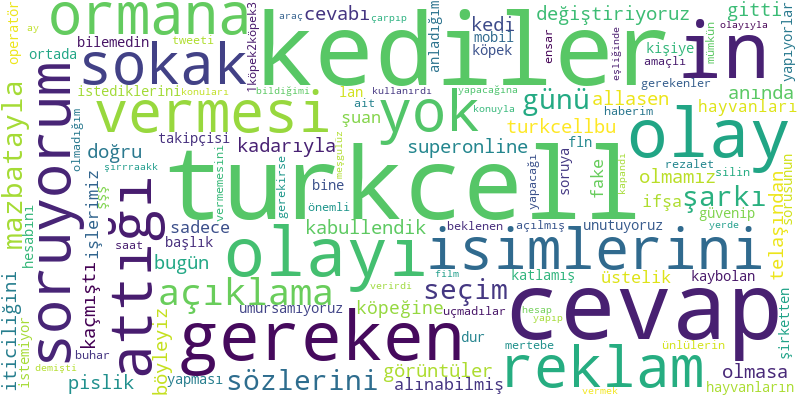 ormana
kediler
in
sokak
vermesi
yok
olay
turkcell
soruyorum
attığı
mazbatayla
olayı
isimlerini
açıklama
gereken
cevap
reklam
seçim
sözlerini
şarkı
günü
superonline
kabullendik
köpeğine
görüntüler
alınabilmiş
değiştiriyoruz
gitti
cevabı
kedi
köpek
mobil
kişiye
anında
hayvanları
allaşen
turkcellbu
olmamız
ifşa
güvenip
telaşından
üstelik
unutuyoruz
kaybolan
olmasa
hayvanların
şirketten
ünlülerin
mertebe
katlamış
uçmadılar
beklenen
açılmış
yapacağı
soruya
fake
rezalet
silin
yerde
kapandı
haberim
fln
ait
şuan
lan
bine
kadarıyla
takipçisi
doğru
işlerimiz
bugün
sadece
başlık
kaçmıştı
saat
buhar
demişti
pislik
yapması
böyleyiz
umursamıyoruz
dur
verirdi
film
hesap
yapıp
vermek
iticiliğini
istemiyor
hesabını
operatör
ay
tweeti
araç
çarpıp
bilemedin
ortada
istediklerini
konuları
bildiğimi
kullanırdı
yapacağına
konuyla
anladığım
ensar
eşliğinde
amaçlı
gerekenler
mümkün
olayıyla
yapıyorlar
sorusunun
olmadığım
şırrraakk
şşş
vermemesini
gerekirse
önemli
meşguluz
1köpek2köpek3